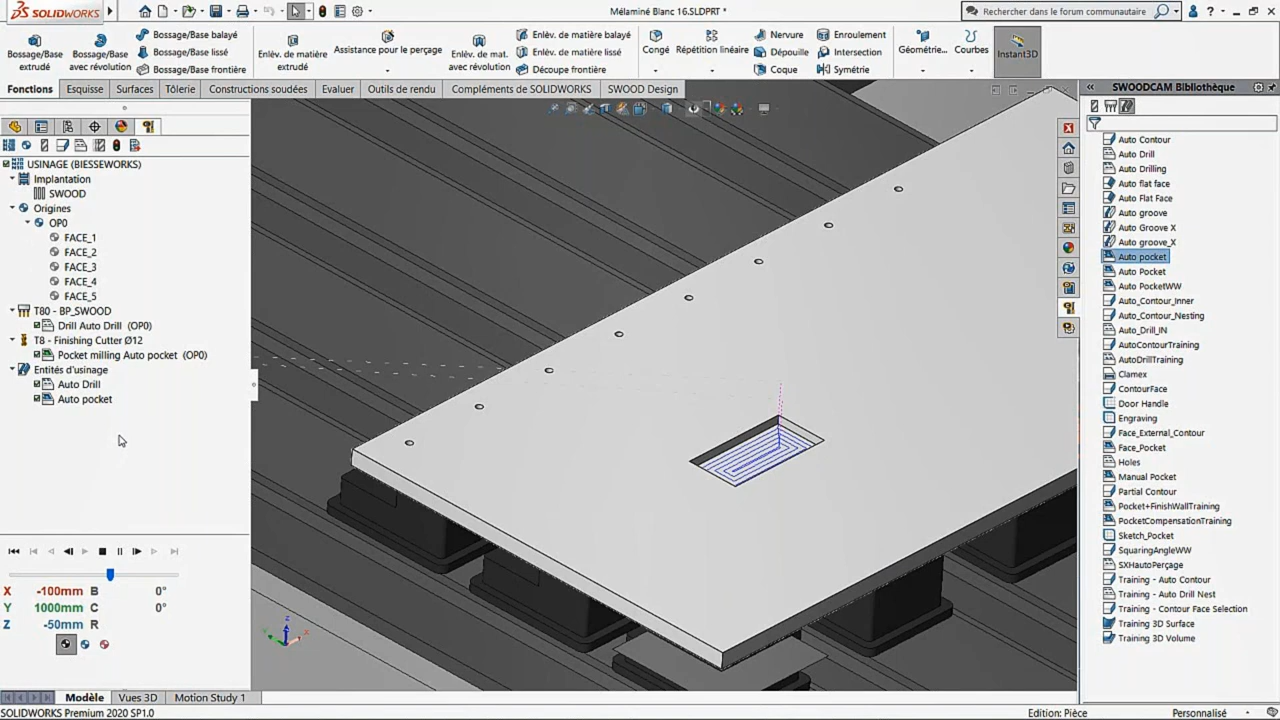 SOLIDWORKS
Mélaminé Blanc 16.SLDPRT *
Rechercher dans le forum communautaire
Bossage/Base extrudé
Bossage/Base avec révolution
Bossage/Base balayé
Bossage/Base lissé
Bossage/Base frontière
Enlèv. de matière extrudé
Assistance pour le perçage
Enlèv. de mat. avec révolution
Enlèv. de matière balayé
Enlèv. de matière lissé
Découpe frontière
Congé
Répétition linéaire
Nervure
Dépouille
Coque
Enroulement
Intersection
Symétrie
Géométrie...
Courbes
Instant3D
Fonctions
Esquisse
Surfaces
Tôlerie
Constructions soudées
Evaluer
Outils de rendu
Compléments de SOLIDWORKS
SWOOD Design
USINAGE (BIESSEWORKS)
Implantation
SWOOD
Origines
OP0
FACE_1
FACE_2
FACE_3
FACE_4
FACE_5
T80 - BP_SWOOD
Drill Auto Drill (OP0)
T8 - Finishing Cutter Ø12
Pocket milling Auto pocket (OP0)
Entités d'usinage
Auto Drill
Auto pocket
X -100mm B 0°
Y 1000mm C 0°
Z -50mm R
SWOODCAM Bibliothèque
Auto Contour
Auto Drill
Auto Drilling
Auto flat face
Auto Flat Face
Auto groove
Auto Groove X
Auto groove_X
Auto pocket
Auto Pocket
Auto PocketWW
Auto_Contour_Inner
Auto_Contour_Nesting
Auto_Drill_IN
AutoContourTraining
AutoDrillTraining
Clamex
ContourFace
Door Handle
Engraving
Face_External_Contour
Face_Pocket
Holes
Manual Pocket
Partial Contour
Pocket+FinishWallTraining
PocketCompensationTraining
Sketch_Pocket
SquaringAngleWW
SXHautoPerçage
Training - Auto Contour
Training - Auto Drill Nest
Training - Contour Face Selection
Training 3D Surface
Training 3D Volume
Modèle
Vues 3D
Motion Study 1
SOLIDWORKS Premium 2020 SP1.0
Edition: Pièce
Personnalisé